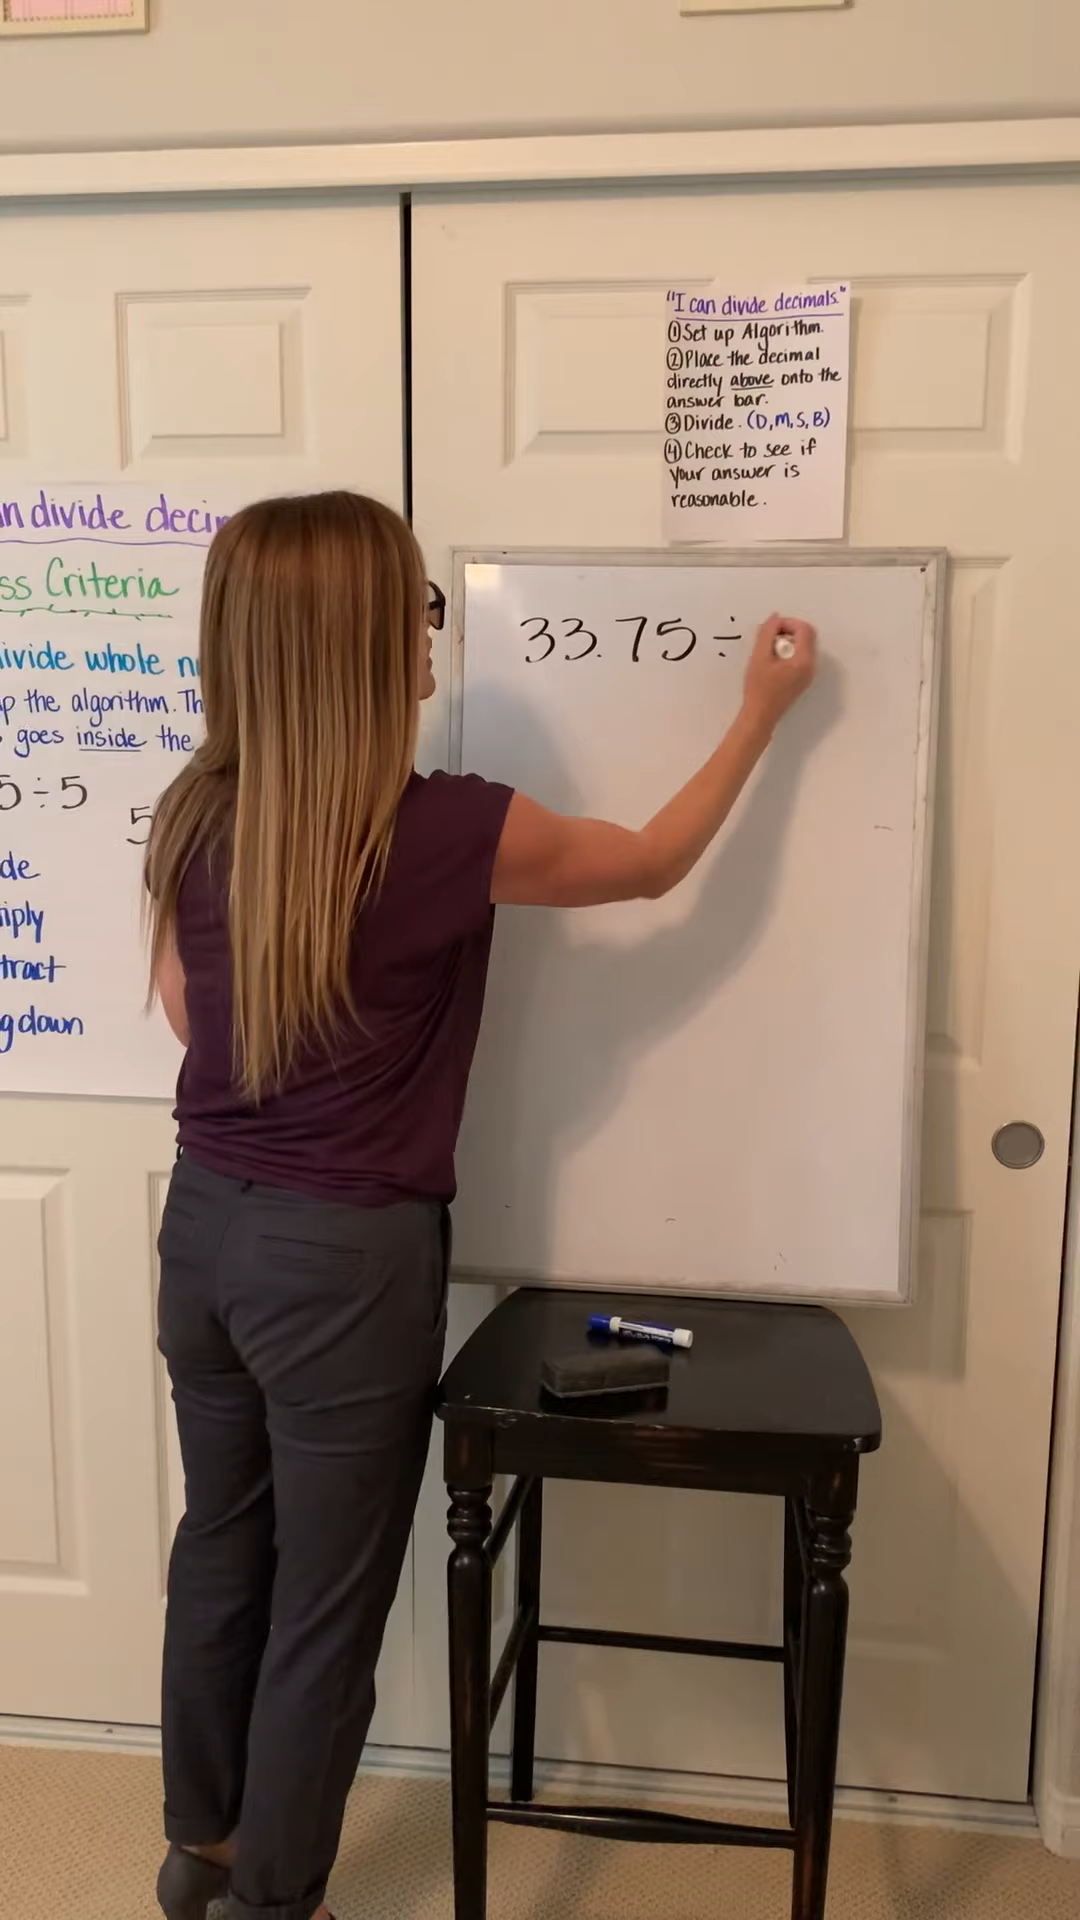 "I can divide decimals."
①Set up Algorithm.
②Place the decimal
directly above onto the
answer bar.
③Divide. (D,M,S,B)
④Check to see if
your answer is
reasonable.
33.75 ÷
n divide deci
ss Criteria
ivide whole n
p the algorithm. Th
goes inside the
5÷5
5
de
iply
tract
gdown